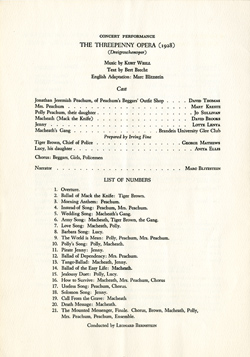 CONCERT PERFORMANCE
THE THREEPENNY OPERA (1928)
(Dreigroschenoper)
Music by KURT WEILL
Text by BERT BRECHT
English Adaptation: MARC BLITZSTEIN
Cast
Jonathan Jeremiah Peachum, of Peachum's Beggars' Outfit Shop . . . DAVID THOMAS
Mrs. Peachum . . . MARY KREISTE
Polly Peachum, their daughter . . . JO SULLIVAN
Macheath (Mack the Knife) . . . DAVID BROOKS
Jenny . . . LOTTE LENYA
Macheath's Gang . . . Brandeis University Glee Club
Prepared by Irving Fine
Tiger Brown, Chief of Police . . . GEORGE MATHEWS
Lucy, his daughter . . . ANITA ELLIS
Chorus: Beggars, Girls, Policemen
Narrator . . . MARC BLITZSTEIN
LIST OF NUMBERS
1. Overture.
2. Ballad of Mack the Knife: Tiger Brown.
3. Morning Anthem: Peachum.
4. Instead of Song: Peachum, Mrs. Peachum.
5. Wedding Song: Macheath's Gang.
6. Army Song: Macheath, Tiger Brown, the Gang.
7. Love Song: Macheath, Polly.
8. Barbara Song: Lucy.
9. The World is Mean: Polly, Peachum, Mrs. Peachum.
10. Polly's Song: Polly, Macheath.
11. Pirate Jenny: Jenny.
12. Ballad of Dependency: Mrs. Peachum.
13. Tango-Ballad: Macheath, Jenny.
14. Ballad of the Easy Life: Macheath.
15. Jealousy Duet: Polly, Lucy.
16. How to Survive: Macheath, Mrs. Peachum, Chorus
17. Useless Song: Peachum, Chorus.
18. Solomon Song: Jenny.
19. Call From the Grave: Macheath
20. Death Message: Macheath.
21. The Mounted Messenger, Finale: Chorus, Brown, Macheath, Polly,
Mrs. Peachum, Peachum, Ensemble.
Conducted by LEONARD BERNSTEIN